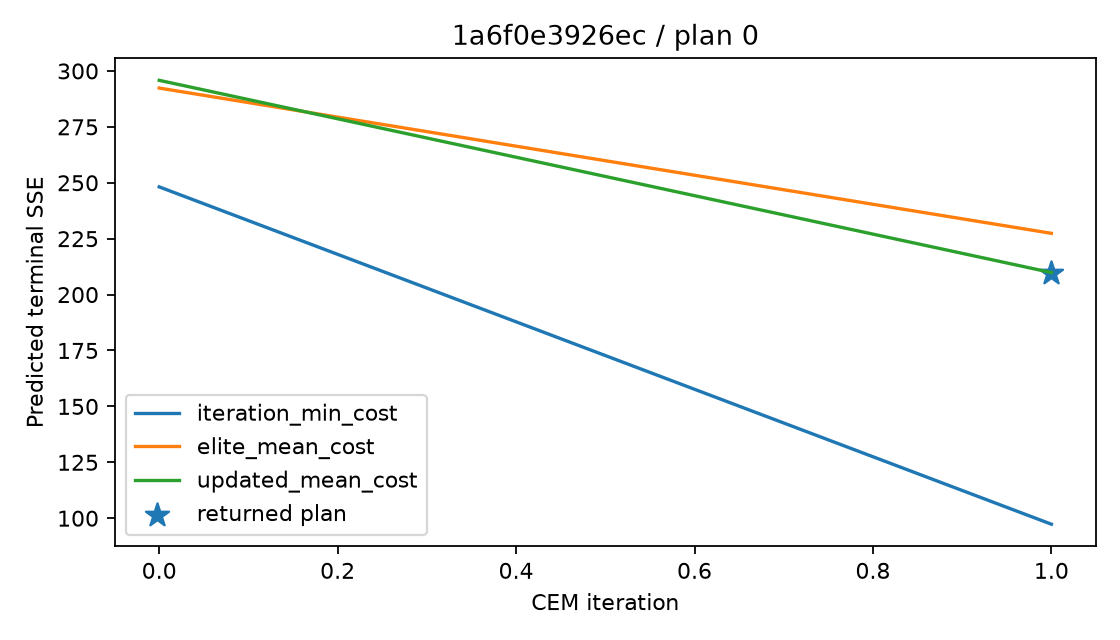 1a6f0e3926ec / plan 0
Predicted terminal SSE
300
275
250
225
200
175
150
125
100
iteration_min_cost
elite_mean_cost
updated_mean_cost
returned plan
0.0 0.2 0.4 0.6 0.8 1.0
CEM iteration